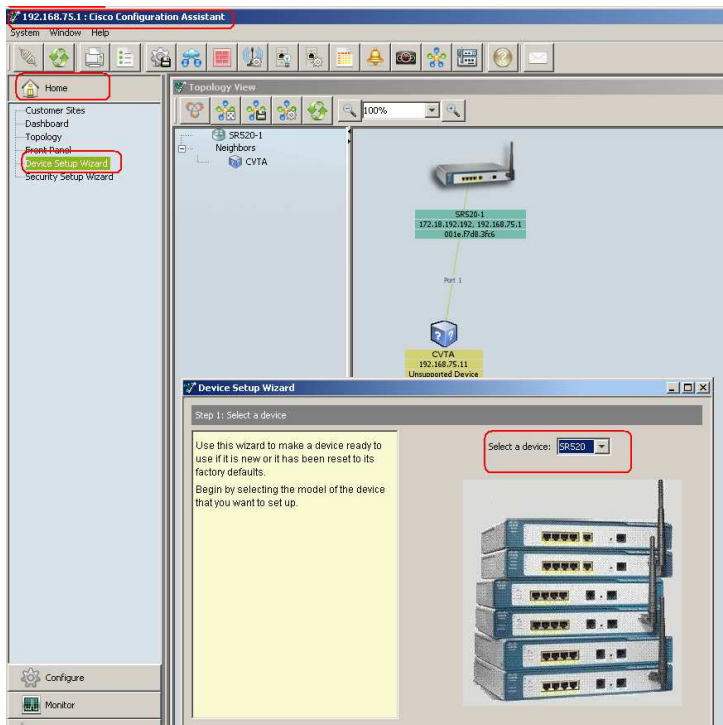 192.168.75.1 : Cisco Configuration Assistant
System Window Help
Home
Customer Sites
Dashboard
Topology
Front Panel
Device Setup Wizard
Security Setup Wizard
Configure
Monitor
Topology View
100%
SR520-1
Neighbors
CVTA
SR520-1
172.18.192.192, 192.168.75.1
001e.f7d8.3fc6
Port 1
CVTA
192.168.75.11
Unsupported Device
Device Setup Wizard
Step 1: Select a device
Use this wizard to make a device ready to
use if it is new or it has been reset to its
factory defaults.
Begin by selecting the model of the device
that you want to set up.
Select a device: SR520